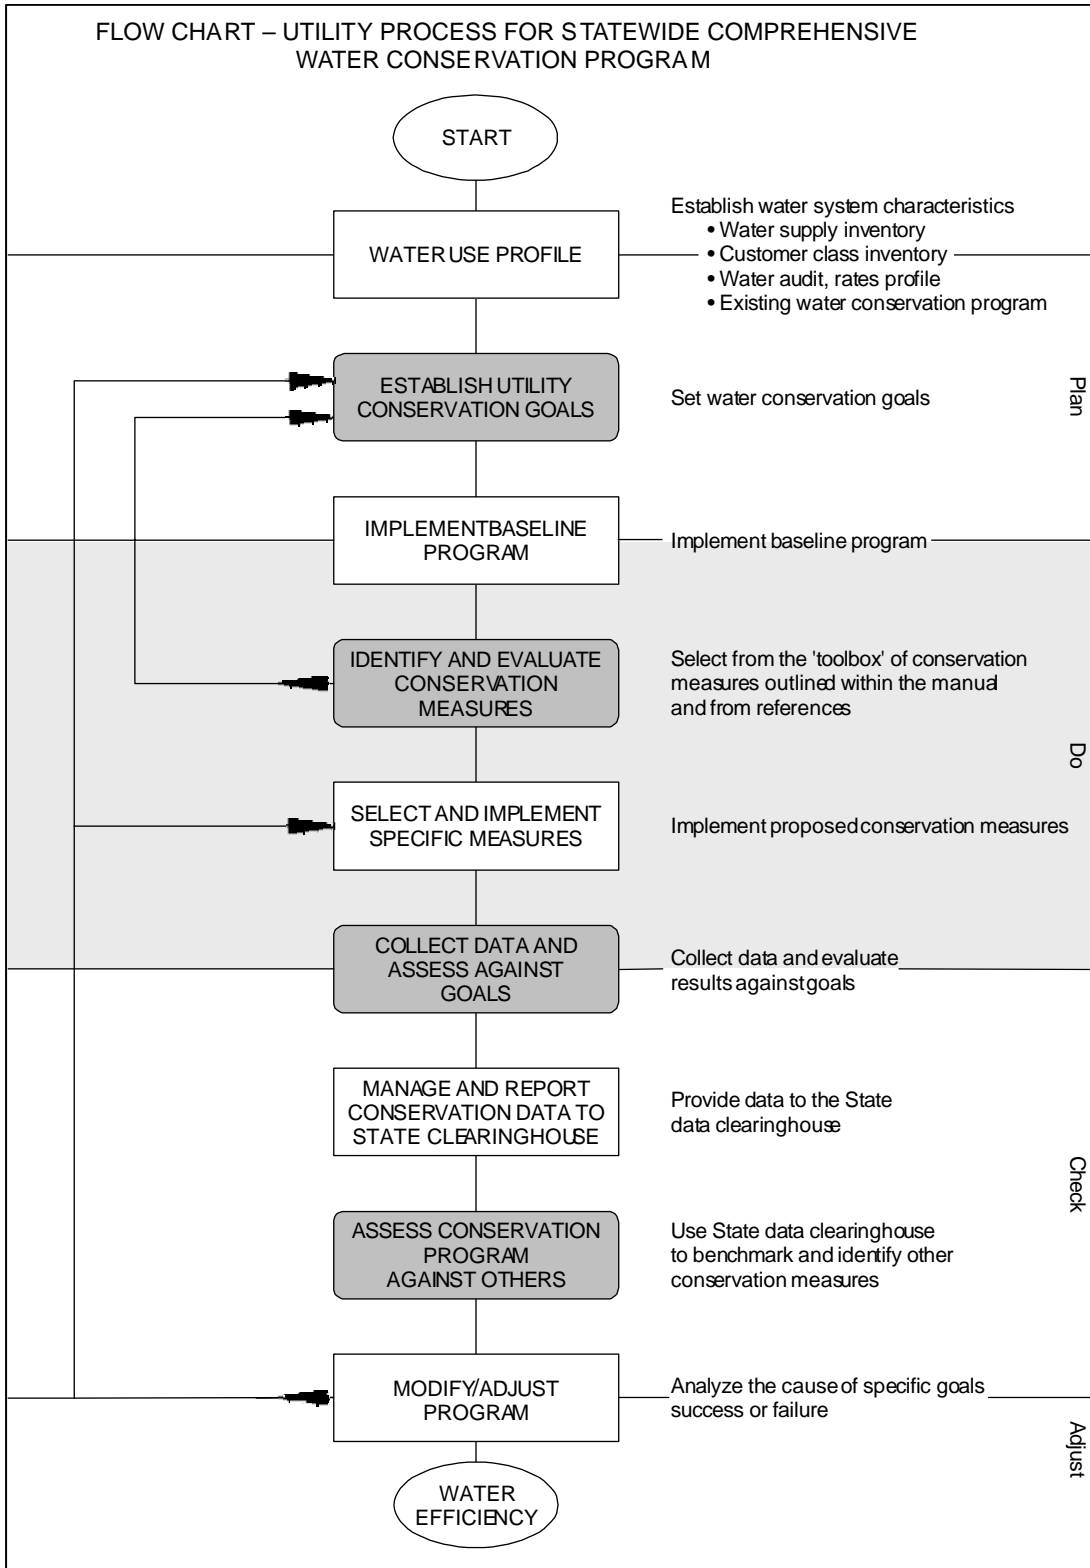 FLOW CHART – UTILITY PROCESS FOR STATEWIDE COMPREHENSIVE
WATER CONSERVATION PROGRAM
START
WATER USE PROFILE
Establish water system characteristics
• Water supply inventory
• Customer class inventory
• Water audit, rates profile
• Existing water conservation program
ESTABLISH UTILITY
CONSERVATION GOALS
Set water conservation goals
Plan
IMPLEMENT BASELINE
PROGRAM
Implement baseline program
IDENTIFY AND EVALUATE
CONSERVATION
MEASURES
Select from the 'toolbox' of conservation
measures outlined within the manual
and from references
Do
SELECT AND IMPLEMENT
SPECIFIC MEASURES
Implement proposed conservation measures
COLLECT DATA AND
ASSESS AGAINST
GOALS
Collect data and evaluate
results against goals
MANAGE AND REPORT
CONSERVATION DATA TO
STATE CLEARINGHOUSE
Provide data to the State
data clearinghouse
Check
ASSESS CONSERVATION
PROGRAM
AGAINST OTHERS
Use State data clearinghouse
to benchmark and identify other
conservation measures
MODIFY/ADJUST
PROGRAM
Analyze the cause of specific goals
success or failure
Adjust
WATER
EFFICIENCY